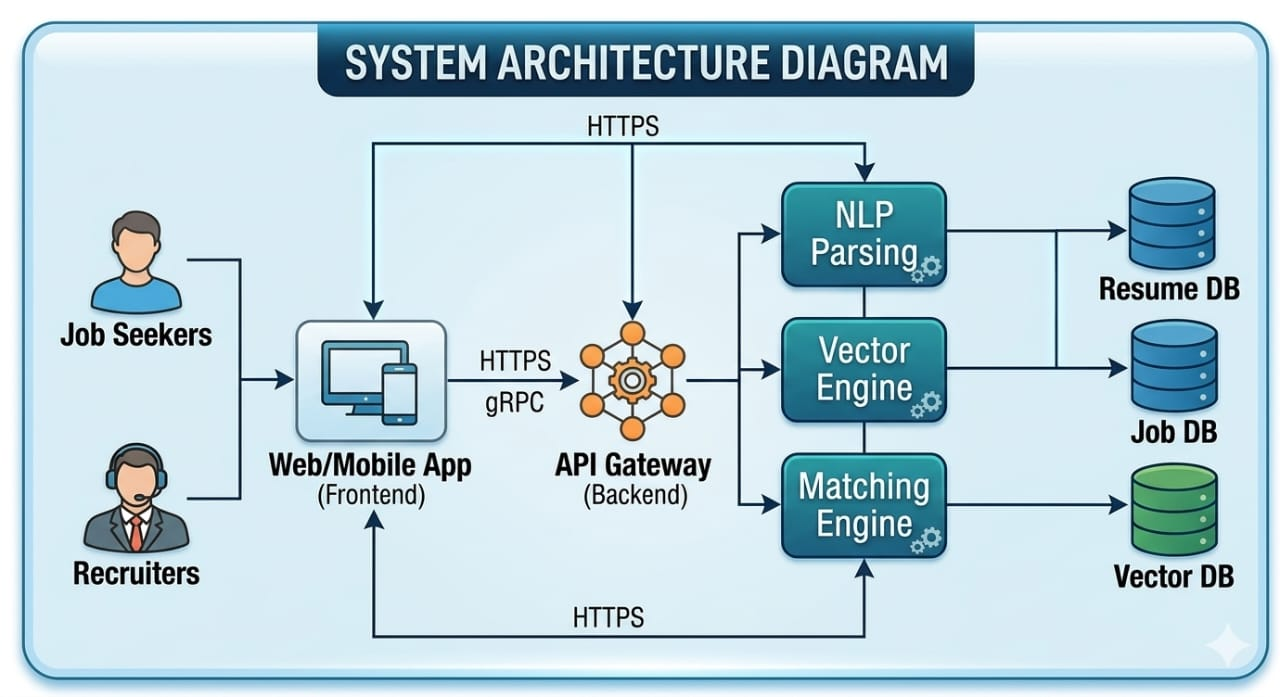 SYSTEM ARCHITECTURE DIAGRAM
HTTPS
Job Seekers
Recruiters
Web/Mobile App
(Frontend)
HTTPS
gRPC
API Gateway
(Backend)
NLP
Parsing
Vector
Engine
Matching
Engine
Resume DB
Job DB
Vector DB
HTTPS